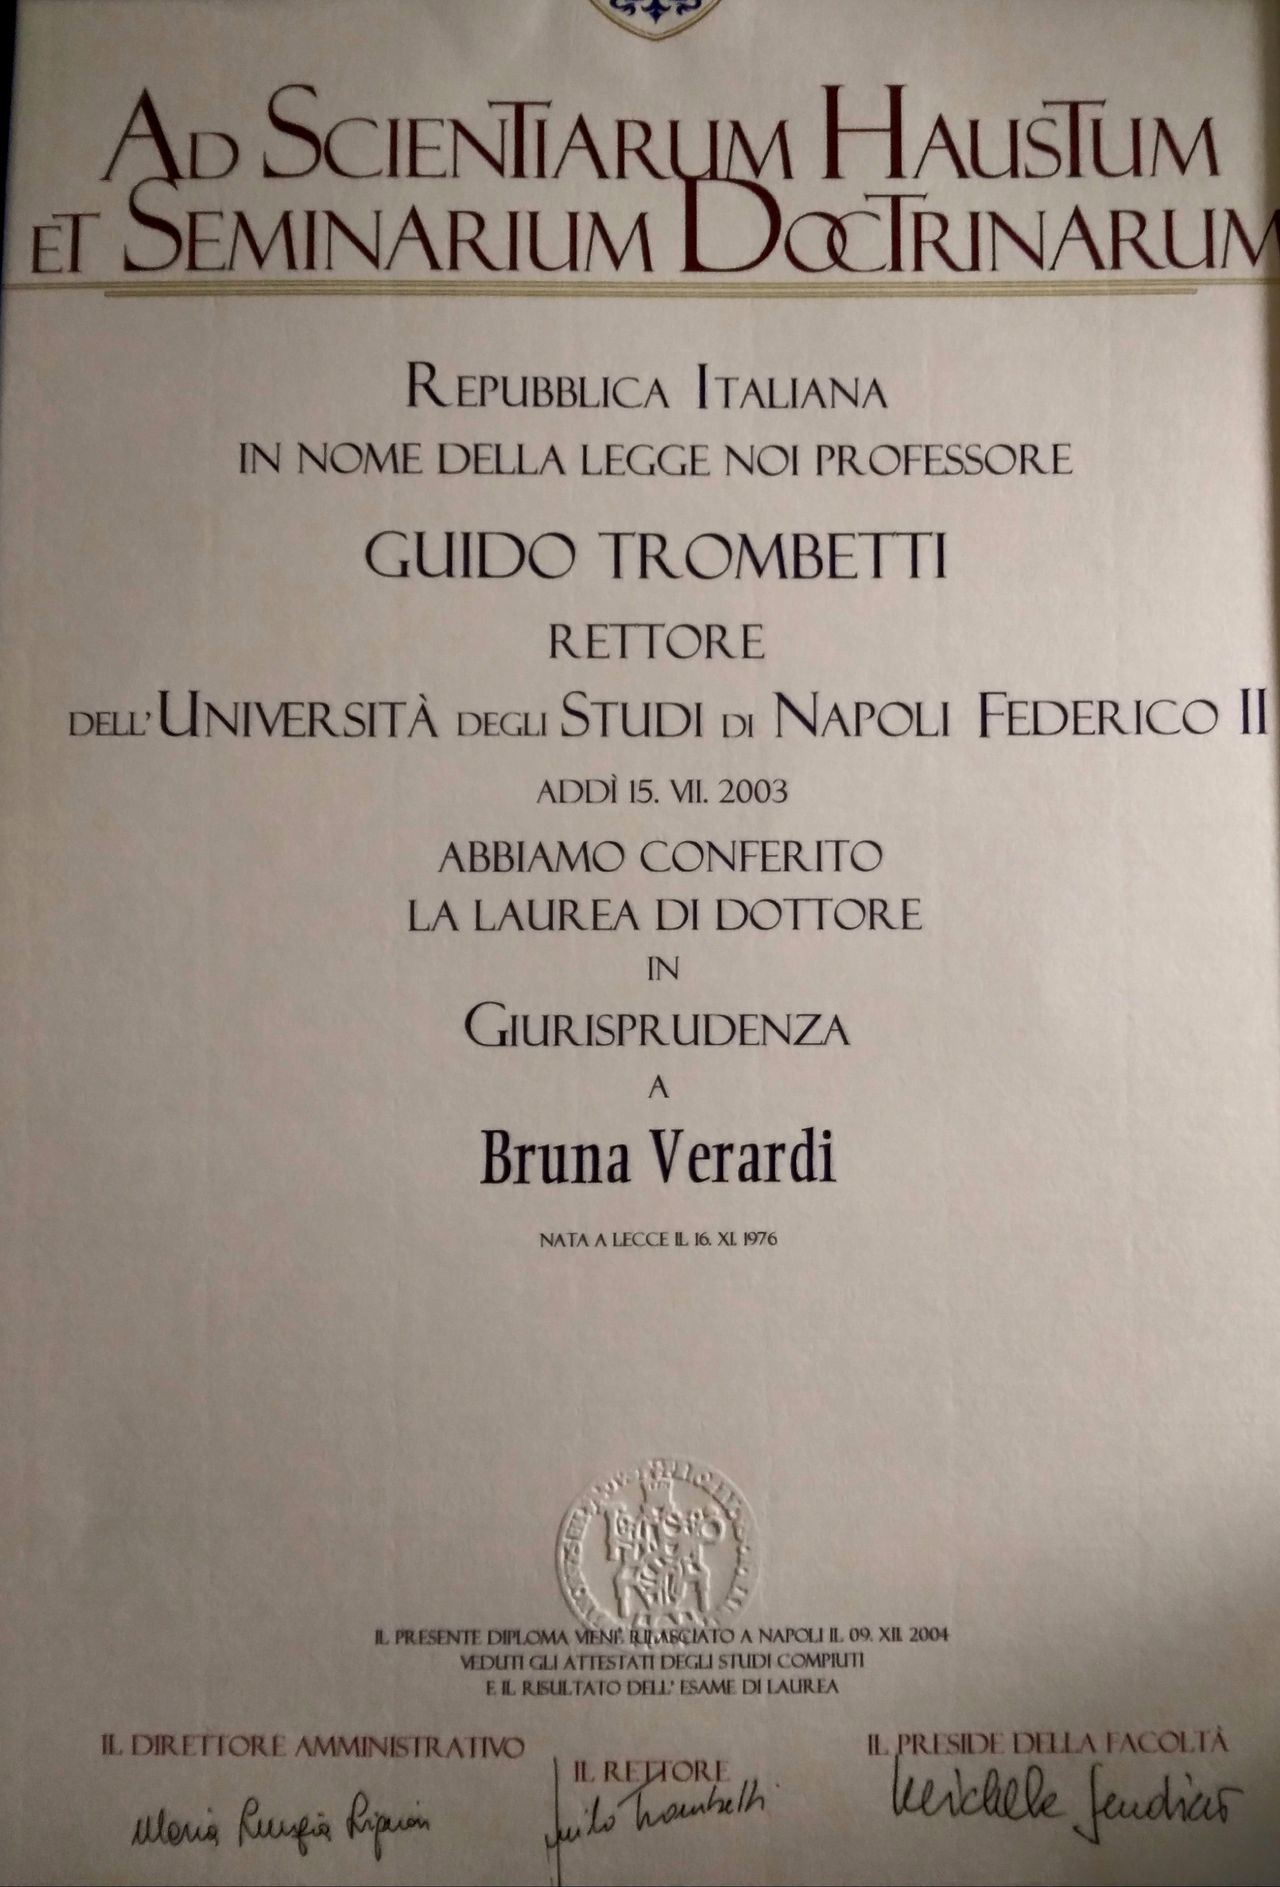 AD SCIENTIARUM HAUSTUM
ET SEMINARIUM DOCTRINARUM
REPUBBLICA ITALIANA
IN NOME DELLA LEGGE NOI PROFESSORE
GUIDO TROMBETTI
RETTORE
DELL'UNIVERSITÀ DEGLI STUDI DI NAPOLI FEDERICO II
ADDÌ 15. VII. 2003
ABBIAMO CONFERITO
LA LAUREA DI DOTTORE
IN
GIURISPRUDENZA
A
Bruna Verardi
NATA A LECCE IL 16. XI. 1976
IL PRESENTE DIPLOMA VIENE RILASCIATO A NAPOLI IL 09. XII. 2004
VEDUTI GLI ATTESTATI DEGLI STUDI COMPIUTI
E IL RISULTATO DELL' ESAME DI LAUREA
IL DIRETTORE AMMINISTRATIVO
IL RETTORE
IL PRESIDE DELLA FACOLTÀ
Maria
Guido Trombetti
Michele